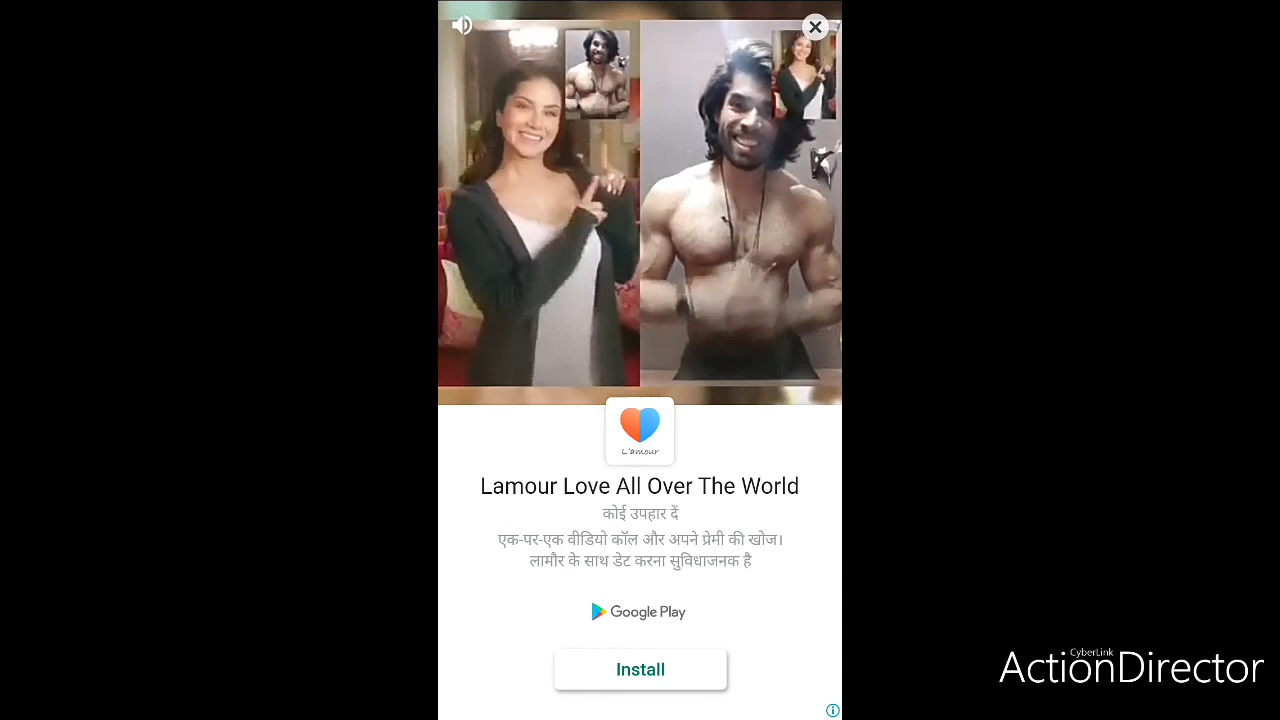 L'amour
Lamour Love All Over The World
कोई उपहार दें
एक-पर-एक वीडियो कॉल और अपने प्रेमी की खोज।
लामौर के साथ डेट करना सुविधाजनक है
Google Play
Install
CyberLink
ActionDirector